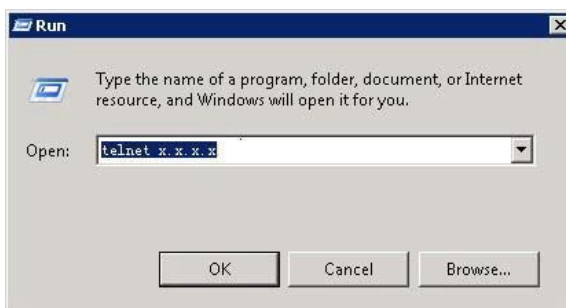 Run
Type the name of a program, folder, document, or Internet
resource, and Windows will open it for you.
Open:
telnet x.x.x.x
OK
Cancel
Browse...